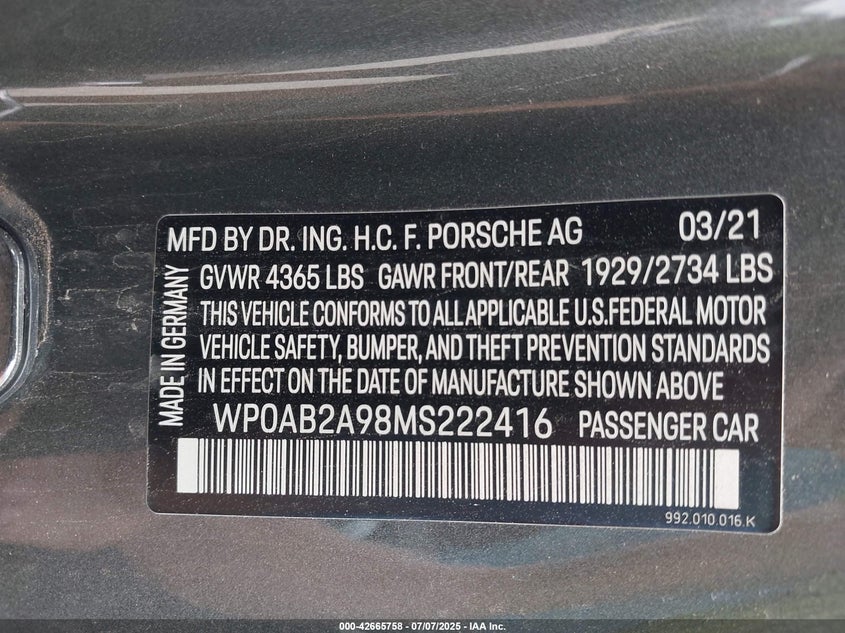 MFD BY DR. ING. H.C. F. PORSCHE AG 03/21
GVWR 4365 LBS GAWR FRONT/REAR 1929/2734 LBS
THIS VEHICLE CONFORMS TO ALL APPLICABLE U.S.FEDERAL MOTOR
VEHICLE SAFETY, BUMPER, AND THEFT PREVENTION STANDARDS
IN EFFECT ON THE DATE OF MANUFACTURE SHOWN ABOVE
MADE IN GERMANY
WP0AB2A98MS222416 PASSENGER CAR
992.010.016.K
000-42665758 - 07/07/2025 - IAA Inc.